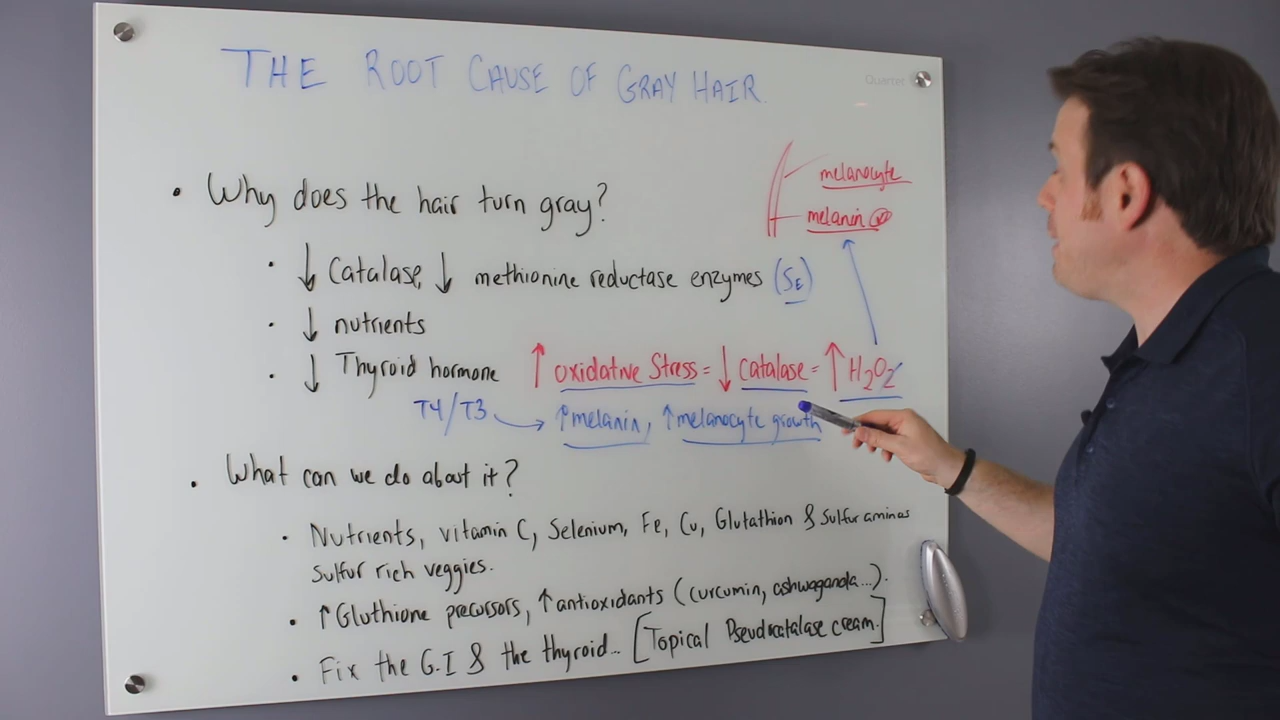 THE ROOT CAUSE OF GRAY HAIR.
Quartet
• Why does the hair turn gray?
melanocyte
melanin
• ↓ Catalase, ↓ methionine reductase enzymes (SE)
• ↓ nutrients
• ↓ Thyroid hormone
↑ oxidative Stress = ↓ catalase = ↑ H2O2
T4/T3 → ↑melanin, ↑melanocyte growth
• What can we do about it?
• Nutrients, vitamin C, Selenium, Fe, Cu, Glutathion & Sulfur aminos
Sulfur rich veggies.
• ↑Gluthione precursors, ↑antioxidants (curcumin, ashwaganda...).
• Fix the G.I & the thyroid... [Topical Pseudocatalase cream.]